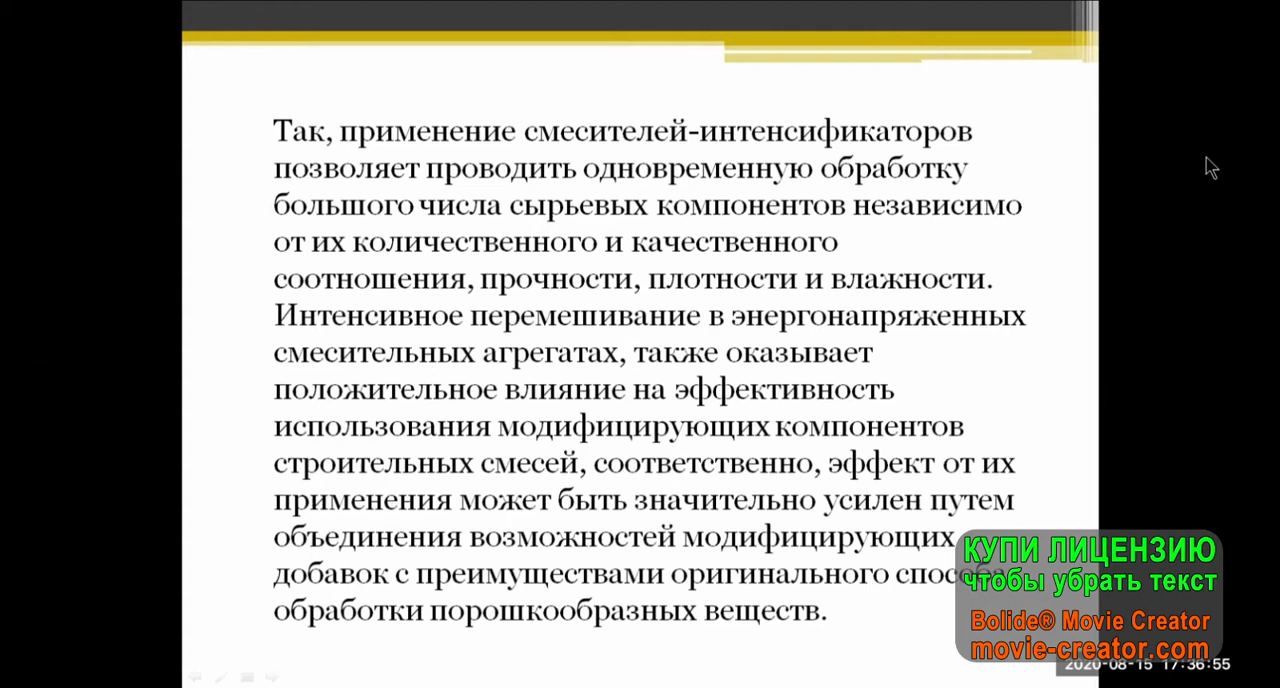 Так, применение смесителей-интенсификаторов
позволяет проводить одновременную обработку
большого числа сырьевых компонентов независимо
от их количественного и качественного
соотношения, прочности, плотности и влажности.
Интенсивное перемешивание в энергонапряженных
смесительных агрегатах, также оказывает
положительное влияние на эффективность
использования модифицирующих компонентов
строительных смесей, соответственно, эффект от их
применения может быть значительно усилен путем
объединения возможностей модифицирующих
добавок с преимуществами оригинального способа
обработки порошкообразных веществ.
КУПИ ЛИЦЕНЗИЮ
чтобы убрать текст
Bolide® Movie Creator
movie-creator.com
2020-08-15 17:36:55